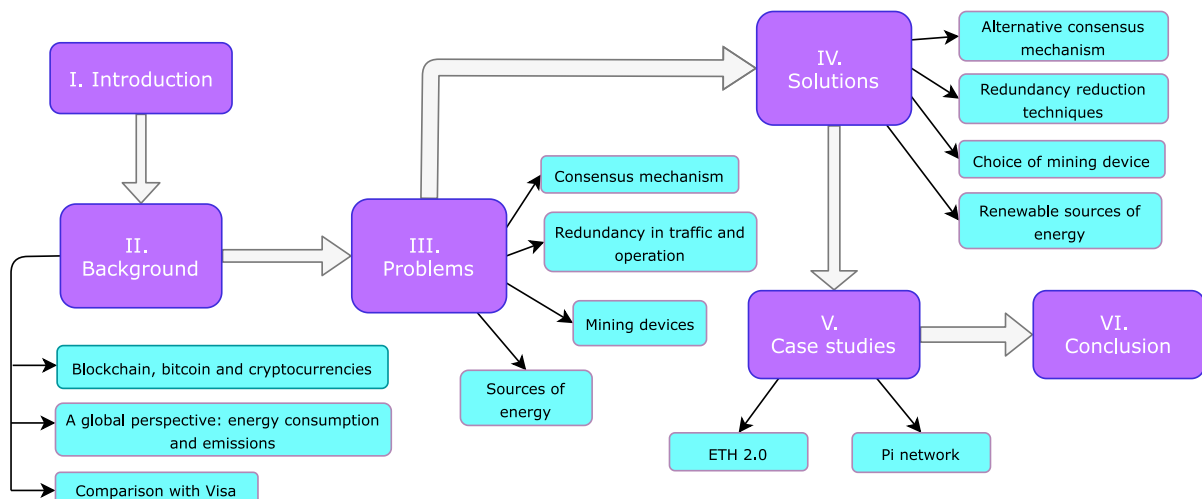 I. Introduction
II.
Background
Blockchain, bitcoin and cryptocurrencies
A global perspective: energy consumption
and emissions
Comparison with Visa
III.
Problems
Consensus mechanism
Redundancy in traffic and
operation
Mining devices
Sources of
energy
IV.
Solutions
Alternative consensus
mechanism
Redundancy reduction
techniques
Choice of mining device
Renewable sources of
energy
V.
Case studies
ETH 2.0
Pi network
VI.
Conclusion